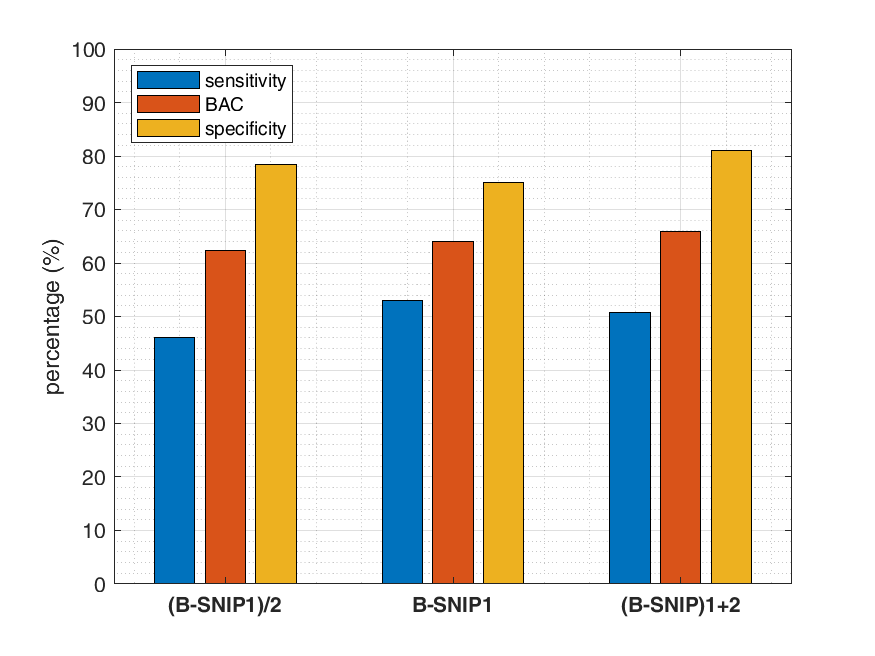 100
90
80
70
60
50
40
30
20
10
0
percentage (%)
sensitivity
BAC
specificity
(B-SNIP1)/2
B-SNIP1
(B-SNIP)1+2